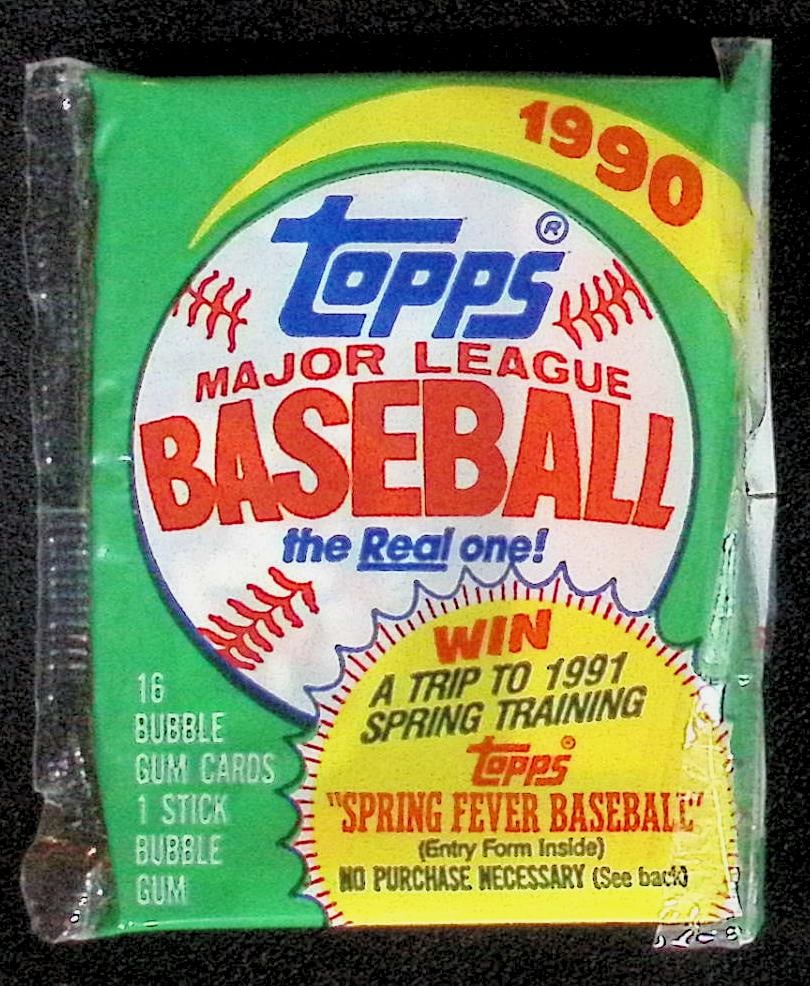 1990
topps ®
MAJOR LEAGUE
BASEBALL
the Real one!
WIN
A TRIP TO 1991
SPRING TRAINING
topps®
"SPRING FEVER BASEBALL"
(Entry Form Inside)
NO PURCHASE NECESSARY (See back)
16
BUBBLE
GUM CARDS
1 STICK
BUBBLE
GUM